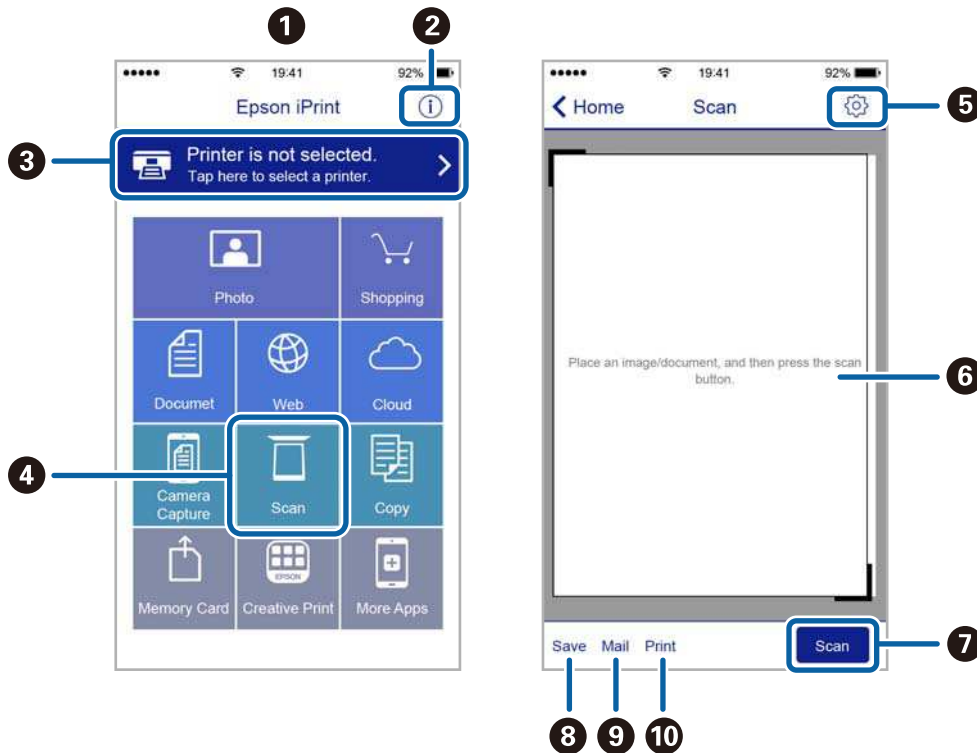 1
2
19:41
92%
Epson iPrint
3
Printer is not selected.
Tap here to select a printer.
Photo
Shopping
Documet
Web
Cloud
4
Camera
Capture
Scan
Copy
EPSON
Memory Card
Creative Print
More Apps
19:41
92%
Home
Scan
5
Place an image/document, and then press the scan
button.
6
Save
Mail
Print
Scan
7
8
9
10